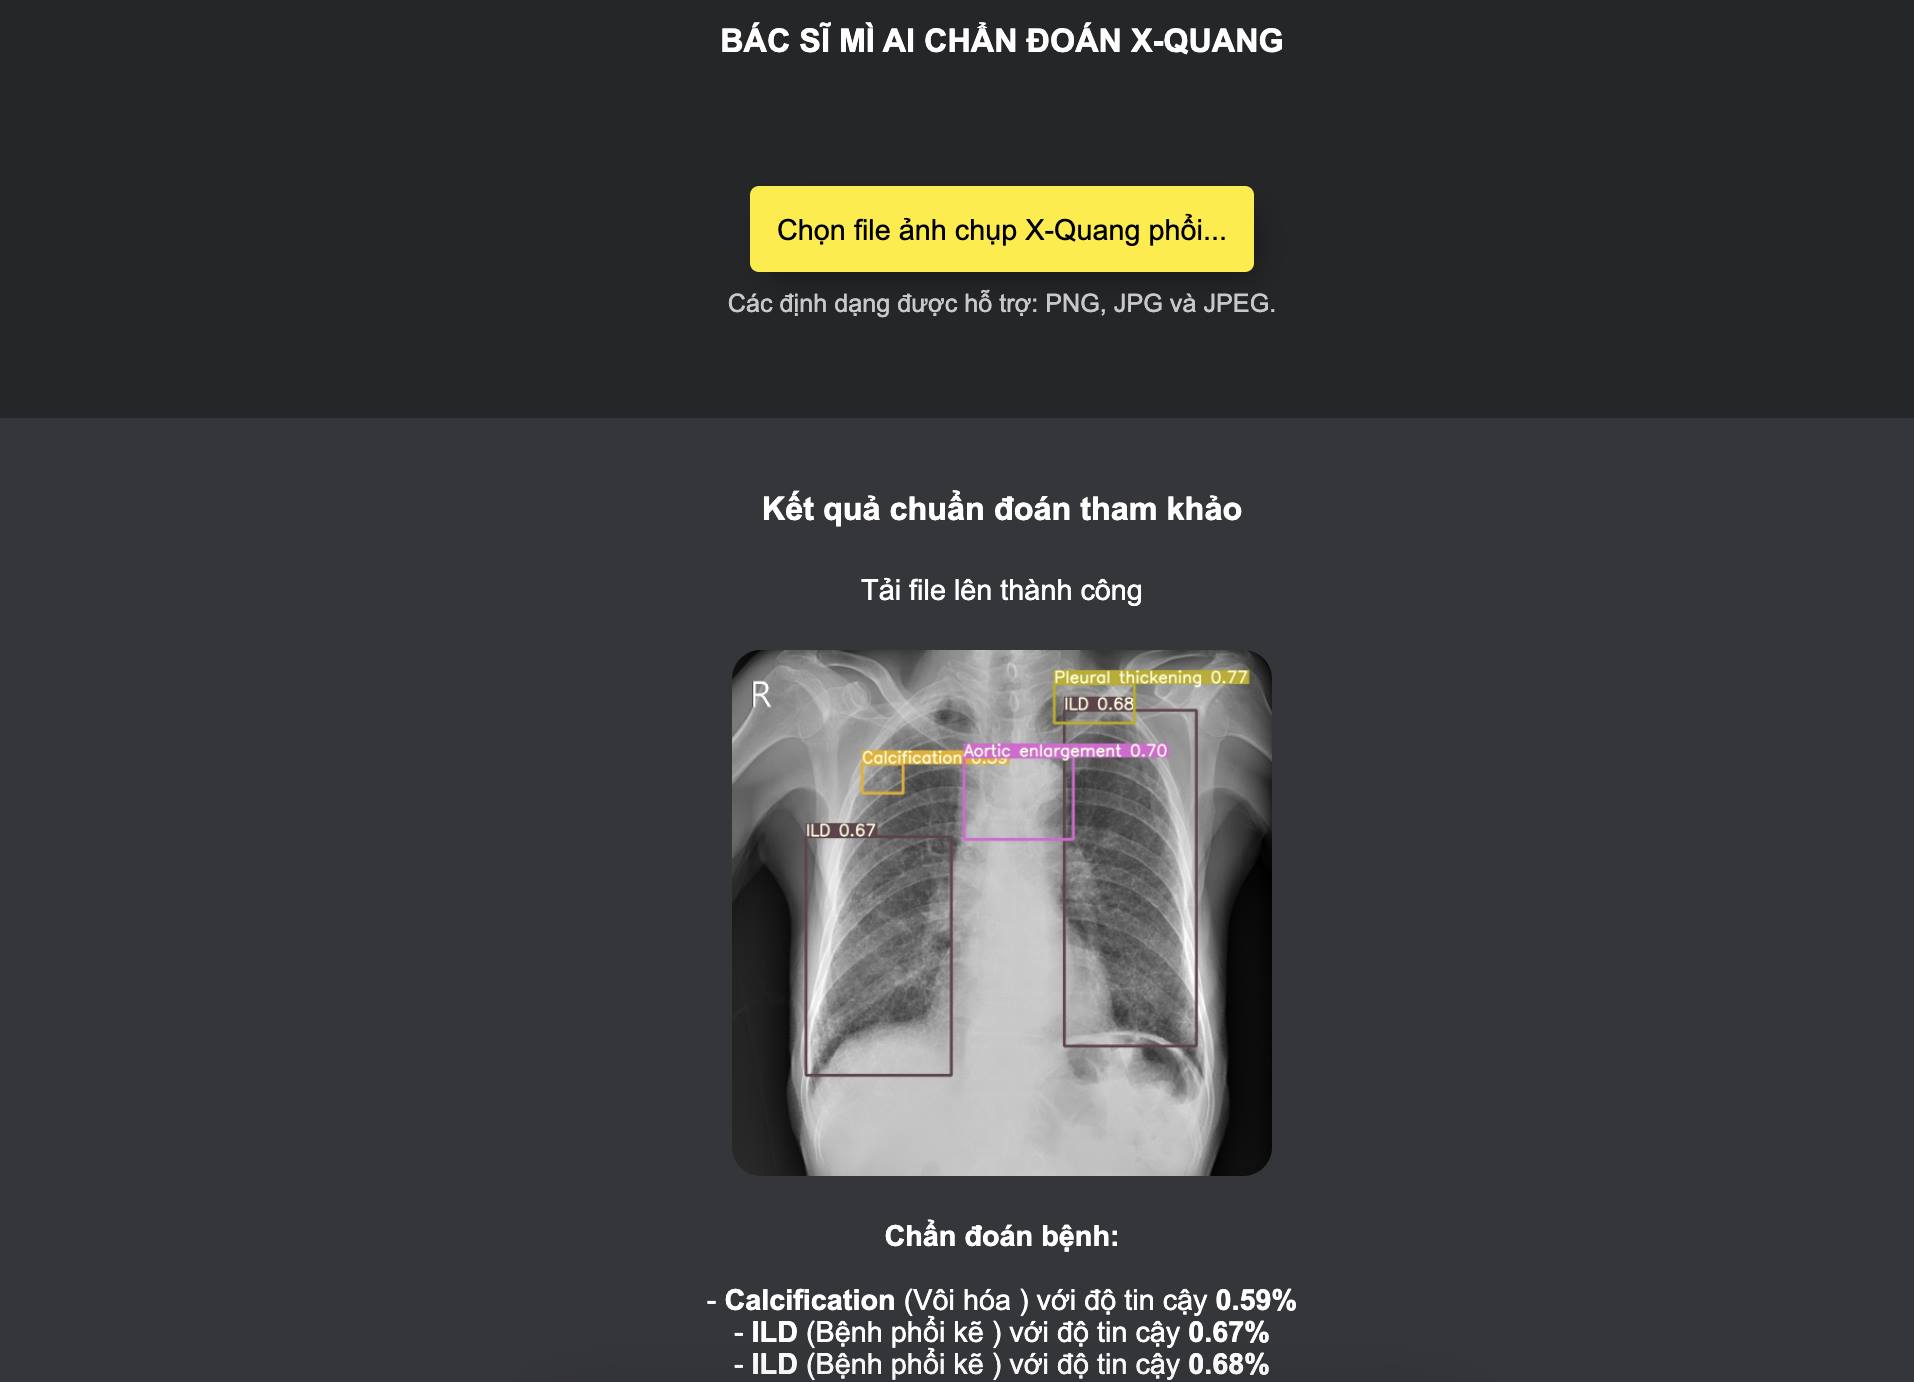 BÁC SĨ MÌ AI CHẨN ĐOÁN X-QUANG
Chọn file ảnh chụp X-Quang phổi...
Các định dạng được hỗ trợ: PNG, JPG và JPEG.
Kết quả chuẩn đoán tham khảo
Tải file lên thành công
R
Pleural thickening 0.77
ILD 0.68
Aortic enlargement 0.70
Calcification 0.59
ILD 0.67
Chẩn đoán bệnh:
- Calcification (Vôi hóa ) với độ tin cậy 0.59%
- ILD (Bệnh phổi kẽ ) với độ tin cậy 0.67%
- ILD (Bệnh phổi kẽ ) với độ tin cậy 0.68%